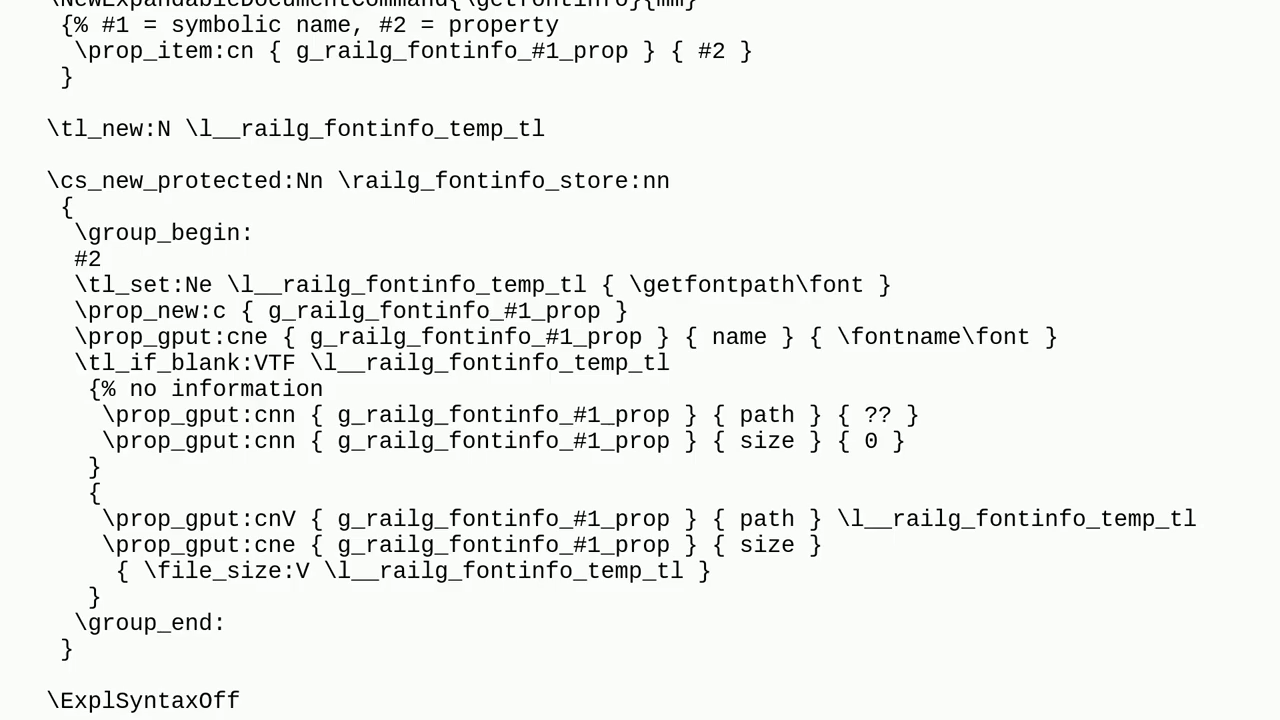 \NewExpandableDocumentCommand{\getfontinfo}{mm}
 {% #1 = symbolic name, #2 = property
  \prop_item:cn { g_railg_fontinfo_#1_prop } { #2 }
 }

\tl_new:N \l__railg_fontinfo_temp_tl

\cs_new_protected:Nn \railg_fontinfo_store:nn
 {
  \group_begin:
  #2
  \tl_set:Ne \l__railg_fontinfo_temp_tl { \getfontpath\font }
  \prop_new:c { g_railg_fontinfo_#1_prop }
  \prop_gput:cne { g_railg_fontinfo_#1_prop } { name } { \fontname\font }
  \tl_if_blank:VTF \l__railg_fontinfo_temp_tl
   {% no information
    \prop_gput:cnn { g_railg_fontinfo_#1_prop } { path } { ?? }
    \prop_gput:cnn { g_railg_fontinfo_#1_prop } { size } { 0 }
   }
   {
    \prop_gput:cnV { g_railg_fontinfo_#1_prop } { path } \l__railg_fontinfo_temp_tl
    \prop_gput:cne { g_railg_fontinfo_#1_prop } { size }
     { \file_size:V \l__railg_fontinfo_temp_tl }
   }
  \group_end:
 }

\ExplSyntaxOff